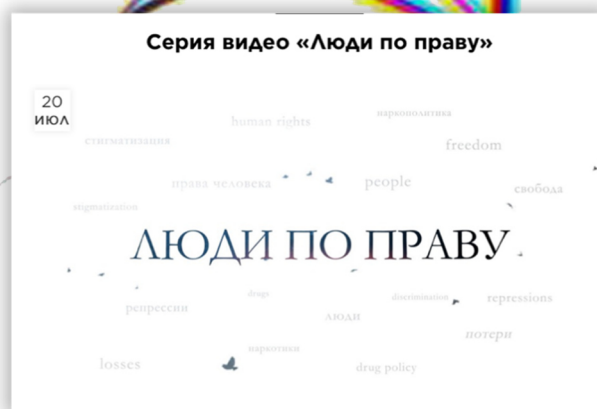 Серия видео «Люди по праву»
20
ИЮЛ
наркополитика
human rights
стигматизация
freedom
права человека
people
свобода
stigmatization
ЛЮДИ ПО ПРАВУ
drugs
discrimination
repressions
репрессии
люди
потери
наркотики
losses
drug policy